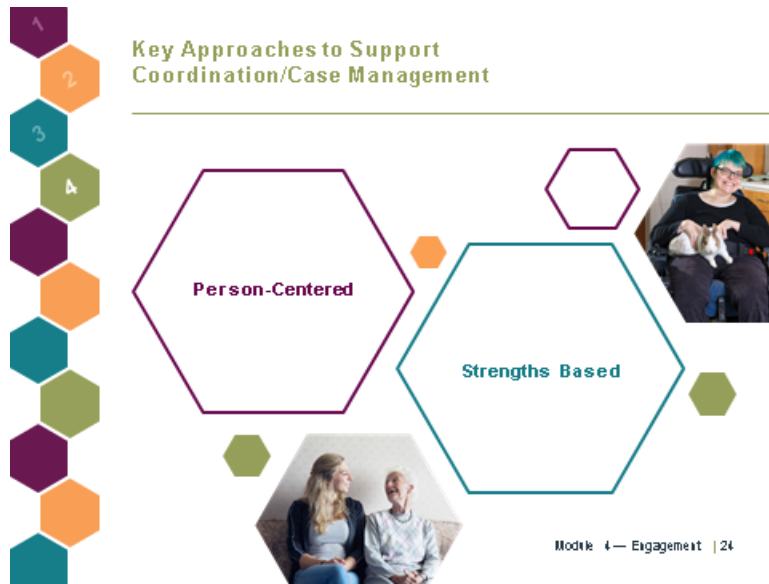 1
2
3
4
Key Approaches to Support
Coordination/Case Management
Person-Centered
Strengths Based
Module 4— Engagement | 24